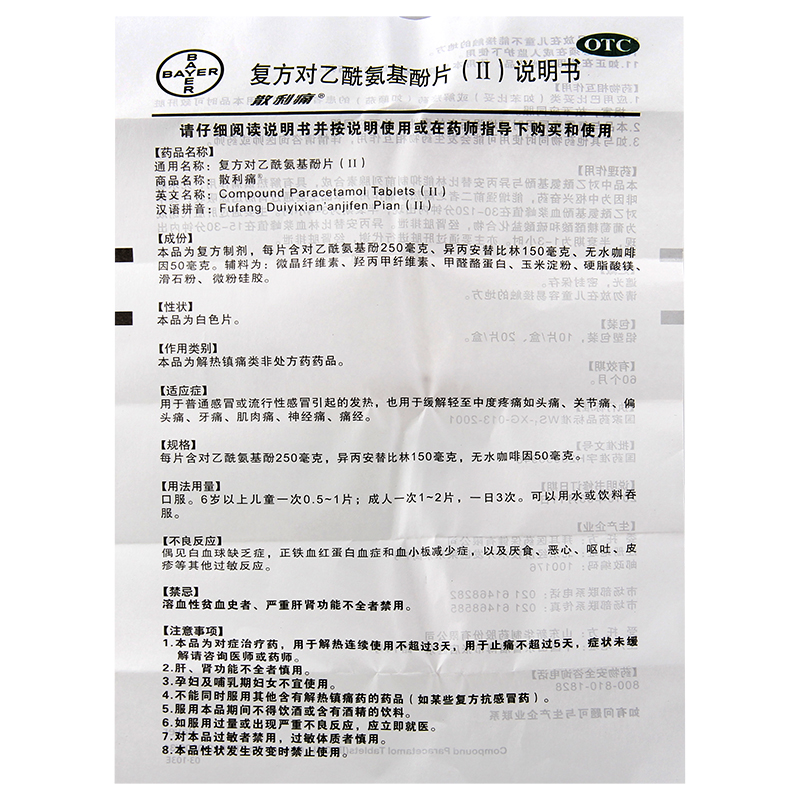 BAYER
BAYER
OTC
复方对乙酰氨基酚片（II）说明书
散利痛®
请仔细阅读说明书并按说明使用或在药师指导下购买和使用
【药品名称】
通用名称：复方对乙酰氨基酚片（II）
商品名称：散利痛®
英文名称：Compound Paracetamol Tablets（II）
汉语拼音：Fufang Duiyixian'anjifen Pian（II）
【成份】
本品为复方制剂，每片含对乙酰氨基酚250毫克、异丙安替比林150毫克、无水咖啡
因50毫克。辅料为：微晶纤维素、羟丙甲纤维素、甲醛酪蛋白、玉米淀粉、硬脂酸镁、
滑石粉、微粉硅胶。
【性状】
本品为白色片。
【作用类别】
本品为解热镇痛类非处方药药品。
【适应症】
用于普通感冒或流行性感冒引起的发热，也用于缓解轻至中度疼痛如头痛、关节痛、偏
头痛、牙痛、肌肉痛、神经痛、痛经。
【规格】
每片含对乙酰氨基酚250毫克，异丙安替比林150毫克，无水咖啡因50毫克。
【用法用量】
口服。6岁以上儿童一次0.5~1片；成人一次1~2片，一日3次。可以用水或饮料吞
服。
【不良反应】
偶见白血球缺乏症，正铁血红蛋白血症和血小板减少症，以及厌食、恶心、呕吐、皮
疹等其他过敏反应。
【禁忌】
溶血性贫血史者、严重肝肾功能不全者禁用。
【注意事项】
1.本品为对症治疗药，用于解热连续使用不超过3天，用于止痛不超过5天，症状未缓
解请咨询医师或药师。
2.肝、肾功能不全者慎用。
3.孕妇及哺乳期妇女不宜使用。
4.不能同时服用其他含有解热镇痛药的药品（如某些复方抗感冒药）。
5.服用本品期间不得饮酒或含有酒精的饮料。
6.如服用过量或出现严重不良反应，应立即就医。
7.对本品过敏者禁用，过敏体质者慎用。
8.本品性状发生改变时禁止使用。